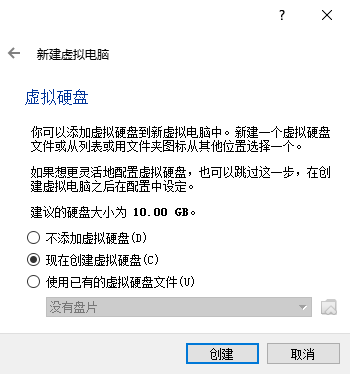 ?
新建虚拟电脑
虚拟硬盘
你可以添加虚拟硬盘到新虚拟电脑中。新建一个虚拟硬盘
文件或从列表或用文件夹图标从其他位置选择一个。
如果想更灵活地配置虚拟硬盘，也可以跳过这一步，在创
建虚拟电脑之后在配置中设定。
建议的硬盘大小为 10.00 GB。
不添加虚拟硬盘(D)
现在创建虚拟硬盘(C)
使用已有的虚拟硬盘文件(U)
没有盘片
创建
取消